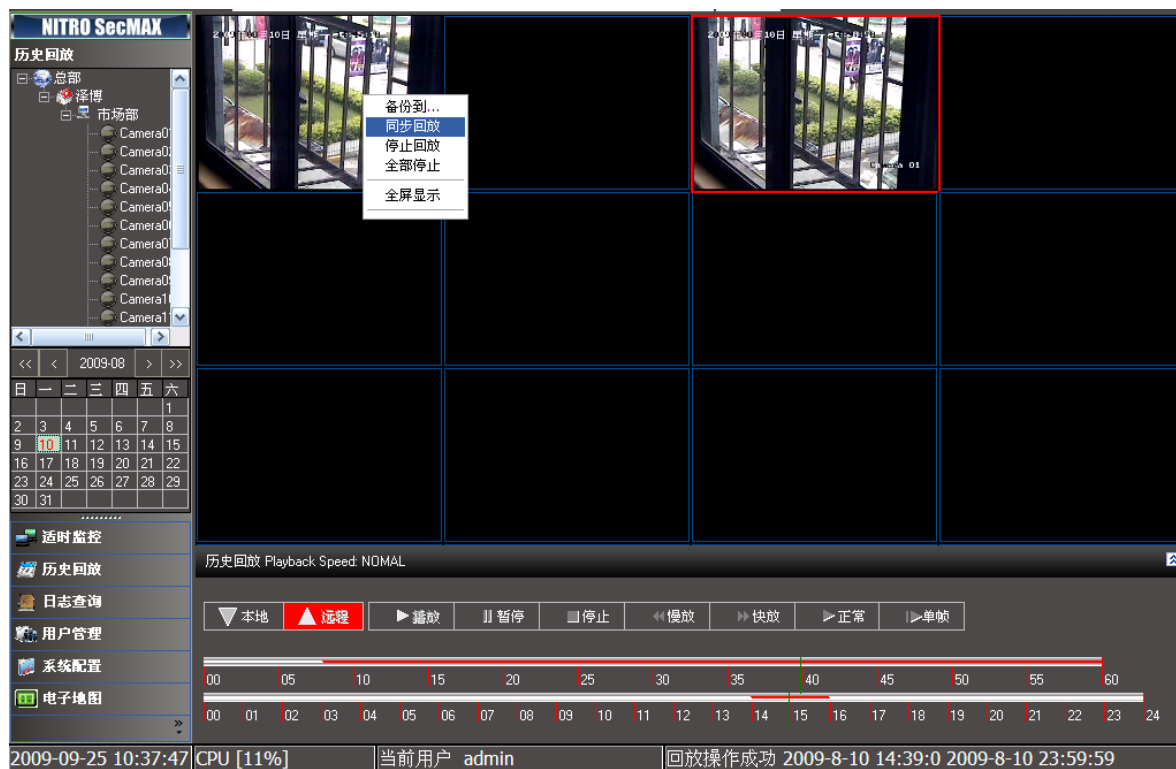 NITRO SecMAX
历史回放
总部
泽博
市场部
Camera0
Camera0
Camera0
Camera0
Camera0
Camera0
Camera0
Camera0
Camera0
Camera1
Camera1
<< < 2009-08 > >>
日 一 二 三 四 五 六
1
2 3 4 5 6 7 8
9 10 11 12 13 14 15
16 17 18 19 20 21 22
23 24 25 26 27 28 29
30 31
适时监控
历史回放
日志查询
用户管理
系统配置
电子地图
备份到...
同步回放
停止回放
全部停止
全屏显示
01
历史回放 Playback Speed: NOMAL
本地 远程 播放 暂停 停止 慢放 快放 正常 单帧
00 05 10 15 20 25 30 35 40 45 50 55 60
00 01 02 03 04 05 06 07 08 09 10 11 12 13 14 15 16 17 18 19 20 21 22 23 24
2009-09-25 10:37:47 CPU [11%] 当前用户 admin 回放操作成功 2009-8-10 14:39:0 2009-8-10 23:59:59